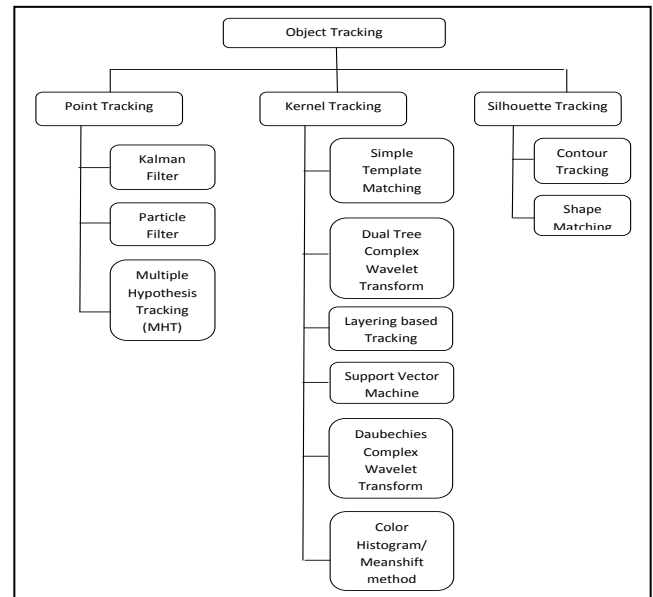 Object Tracking
Point Tracking
Kernel Tracking
Silhouette Tracking
Kalman
Filter
Particle
Filter
Multiple
Hypothesis
Tracking
(MHT)
Simple
Template
Matching
Dual Tree
Complex
Wavelet
Transform
Layering based
Tracking
Support Vector
Machine
Daubechies
Complex
Wavelet
Transform
Color
Histogram/
Meanshift
method
Contour
Tracking
Shape
Matching